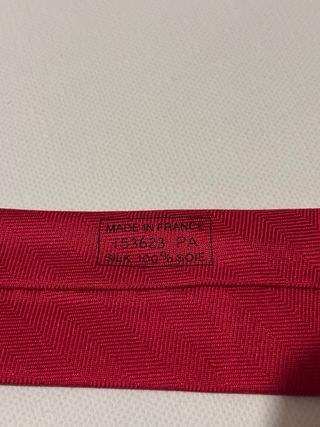 MADE IN FRANCE
153623 PA
SILK 100% SOIE